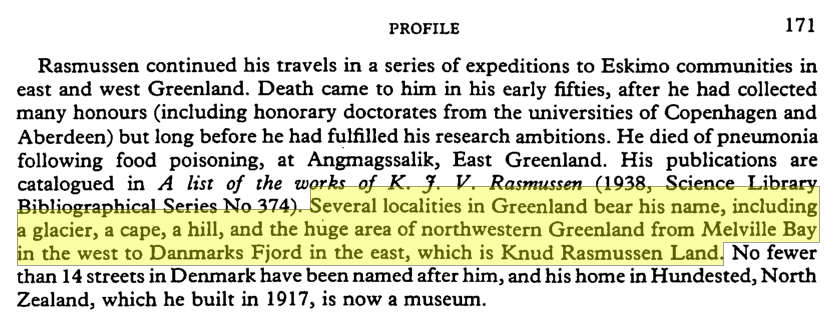 PROFILE 171
Rasmussen continued his travels in a series of expeditions to Eskimo communities in
east and west Greenland. Death came to him in his early fifties, after he had collected
many honours (including honorary doctorates from the universities of Copenhagen and
Aberdeen) but long before he had fulfilled his research ambitions. He died of pneumonia
following food poisoning, at Angmagssalik, East Greenland. His publications are
catalogued in A list of the works of K. J. V. Rasmussen (1938, Science Library
Bibliographical Series No 374). Several localities in Greenland bear his name, including
a glacier, a cape, a hill, and the huge area of northwestern Greenland from Melville Bay
in the west to Danmarks Fjord in the east, which is Knud Rasmussen Land. No fewer
than 14 streets in Denmark have been named after him, and his home in Hundested, North
Zealand, which he built in 1917, is now a museum.